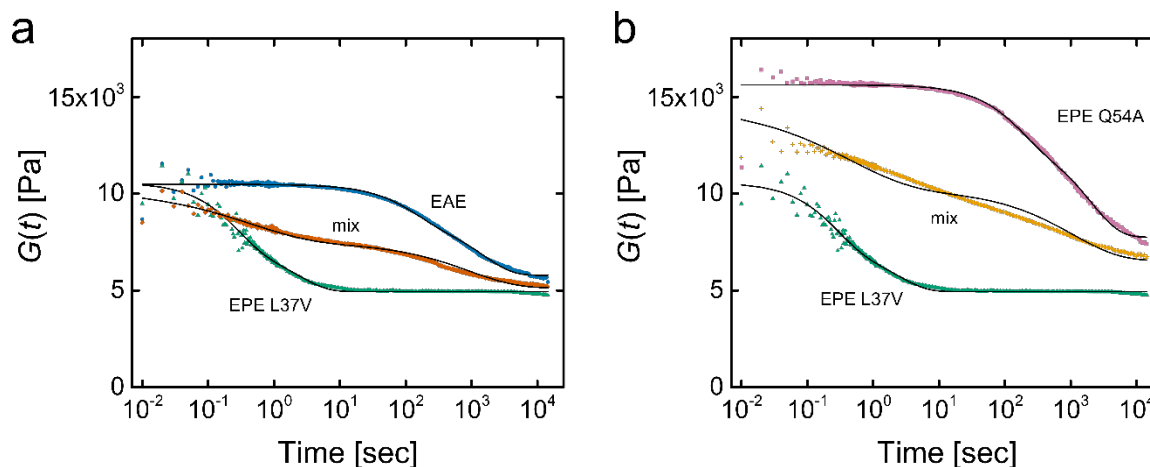 a
G(t) [Pa]
15x10³
10
5
0
EAE
mix
EPE L37V
10⁻² 10⁻¹ 10⁰ 10¹ 10² 10³ 10⁴
Time [sec]
b
G(t) [Pa]
15x10³
10
5
0
EPE Q54A
mix
EPE L37V
10⁻² 10⁻¹ 10⁰ 10¹ 10² 10³ 10⁴
Time [sec]